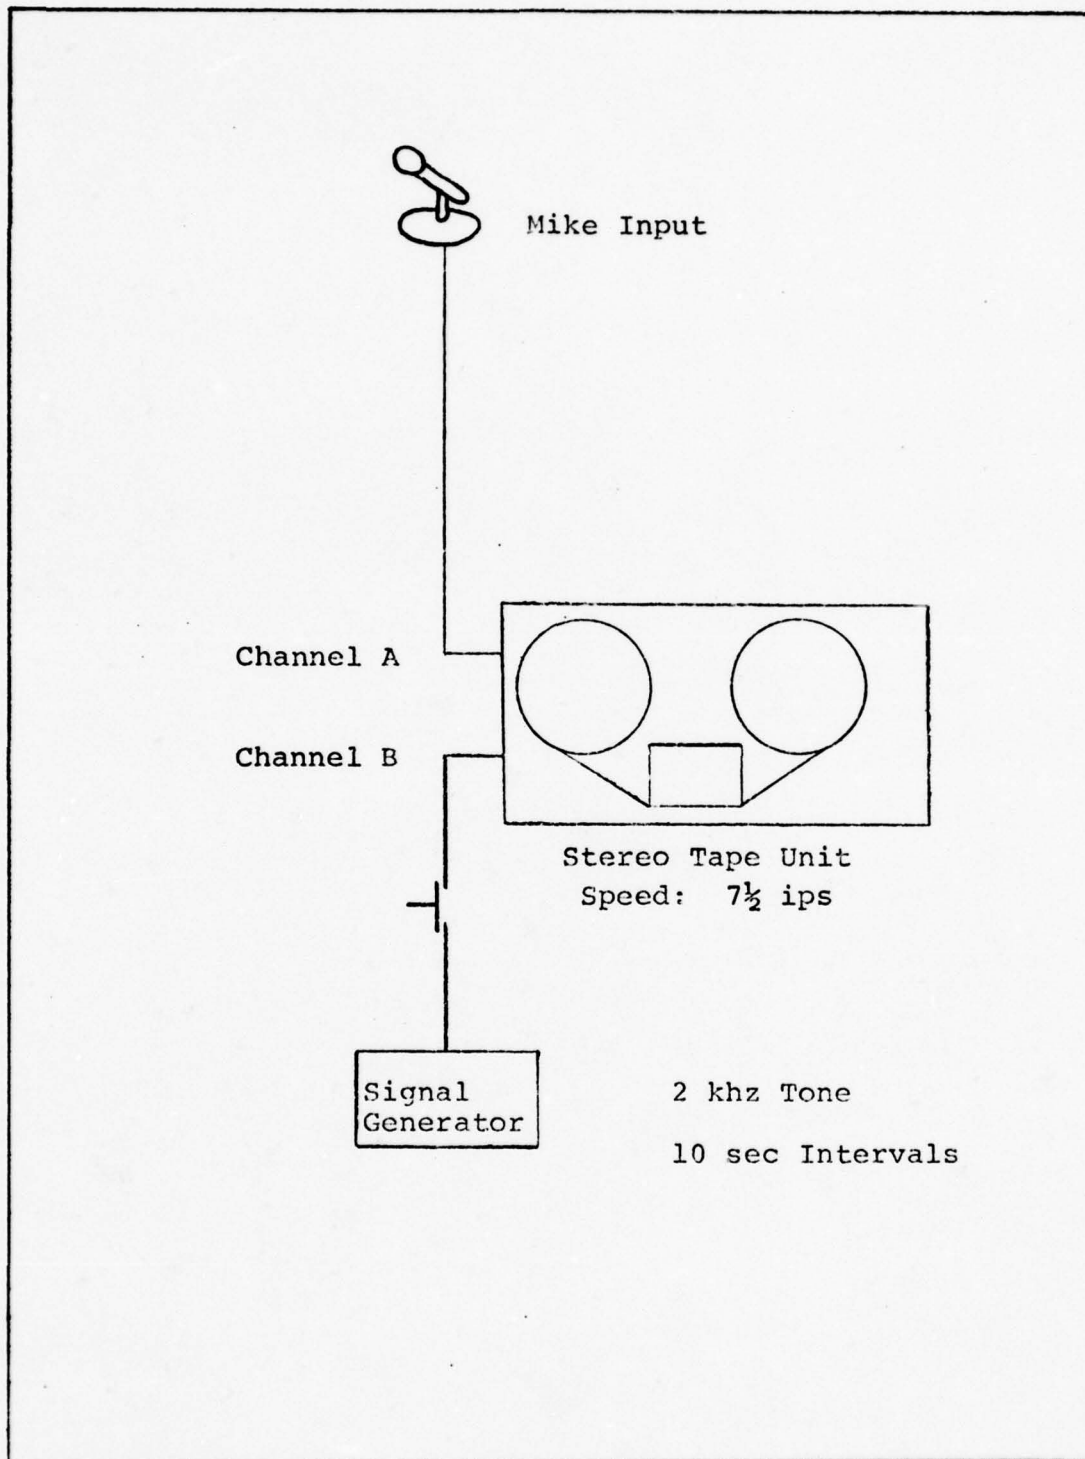 Mike Input
Channel A
Channel B
Stereo Tape Unit
Speed: 7½ ips
Signal
Generator
2 khz Tone
10 sec Intervals